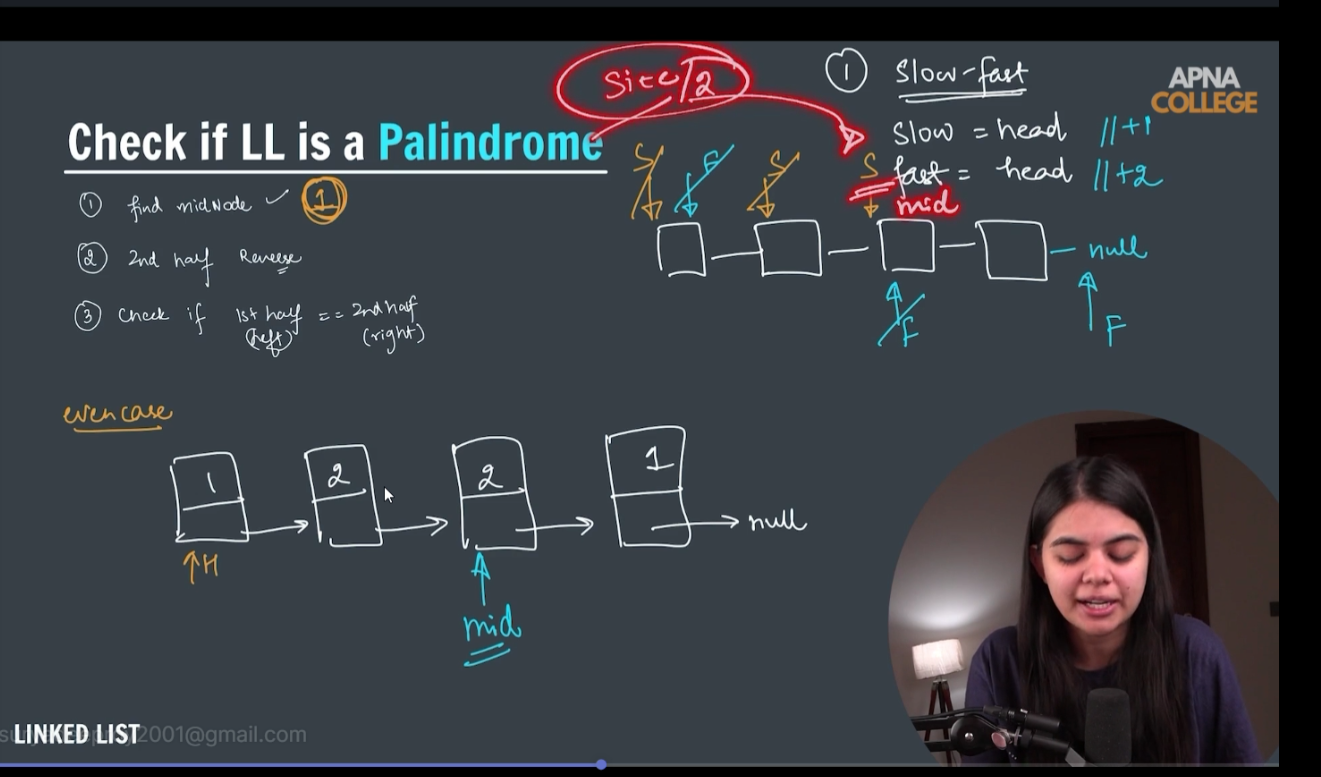 Size/2
① Slow-fast
APNA
COLLEGE
Check if LL is a Palindrome
slow = head //+1
fast = head //+2
S F S S
mid
① find midNode ✓ ①
② 2nd half Reverse
③ Check if 1st half == 2nd half
(left) (right)
null
F F
even case
1 2 2 1
null
↑H
mid
LINKED LIST
2001@gmail.com